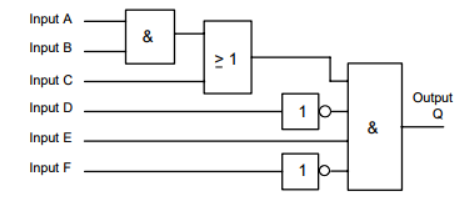 Input A
&
Input B
≥ 1
Input C
Input D
1
Output
Q
&
Input E
Input F
1